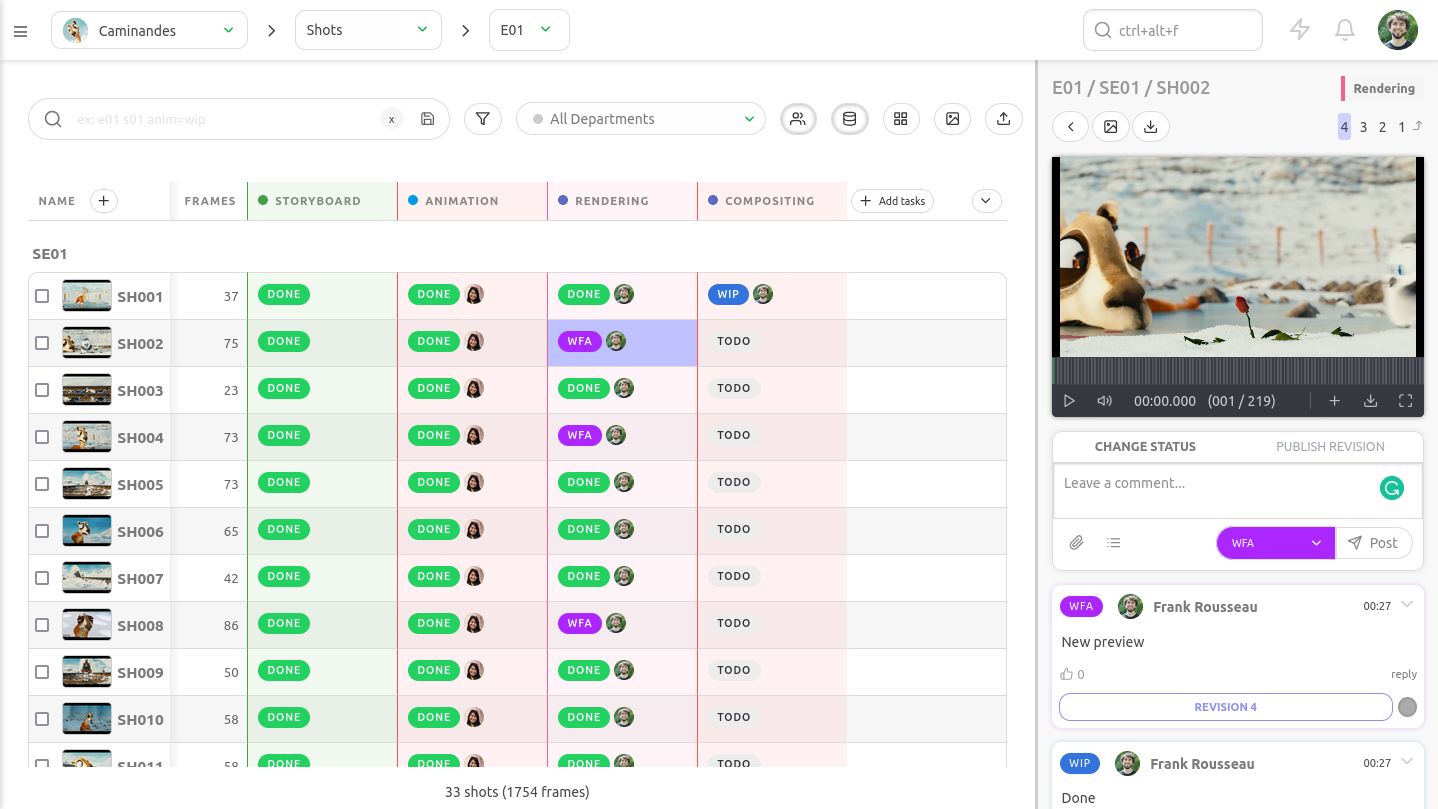 Caminandes
Shots
E01
ctrl+alt+f
ex: e01 s01 anim=wip
x
All Departments
NAME
FRAMES
STORYBOARD
ANIMATION
RENDERING
COMPOSITING
Add tasks
SE01
SH001 37 DONE DONE DONE WIP
SH002 75 DONE DONE WFA TODO
SH003 23 DONE DONE DONE TODO
SH004 73 DONE DONE WFA TODO
SH005 73 DONE DONE DONE TODO
SH006 65 DONE DONE DONE TODO
SH007 42 DONE DONE DONE TODO
SH008 86 DONE DONE WFA TODO
SH009 50 DONE DONE DONE TODO
SH010 58 DONE DONE DONE TODO
SH011 58 DONE DONE DONE TODO
33 shots (1754 frames)
E01 / SE01 / SH002
Rendering
4 3 2 1
00:00.000 (001 / 219)
CHANGE STATUS
PUBLISH REVISION
Leave a comment...
WFA
Post
WFA Frank Rousseau 00:27
New preview
0
reply
REVISION 4
WIP Frank Rousseau 00:27
Done